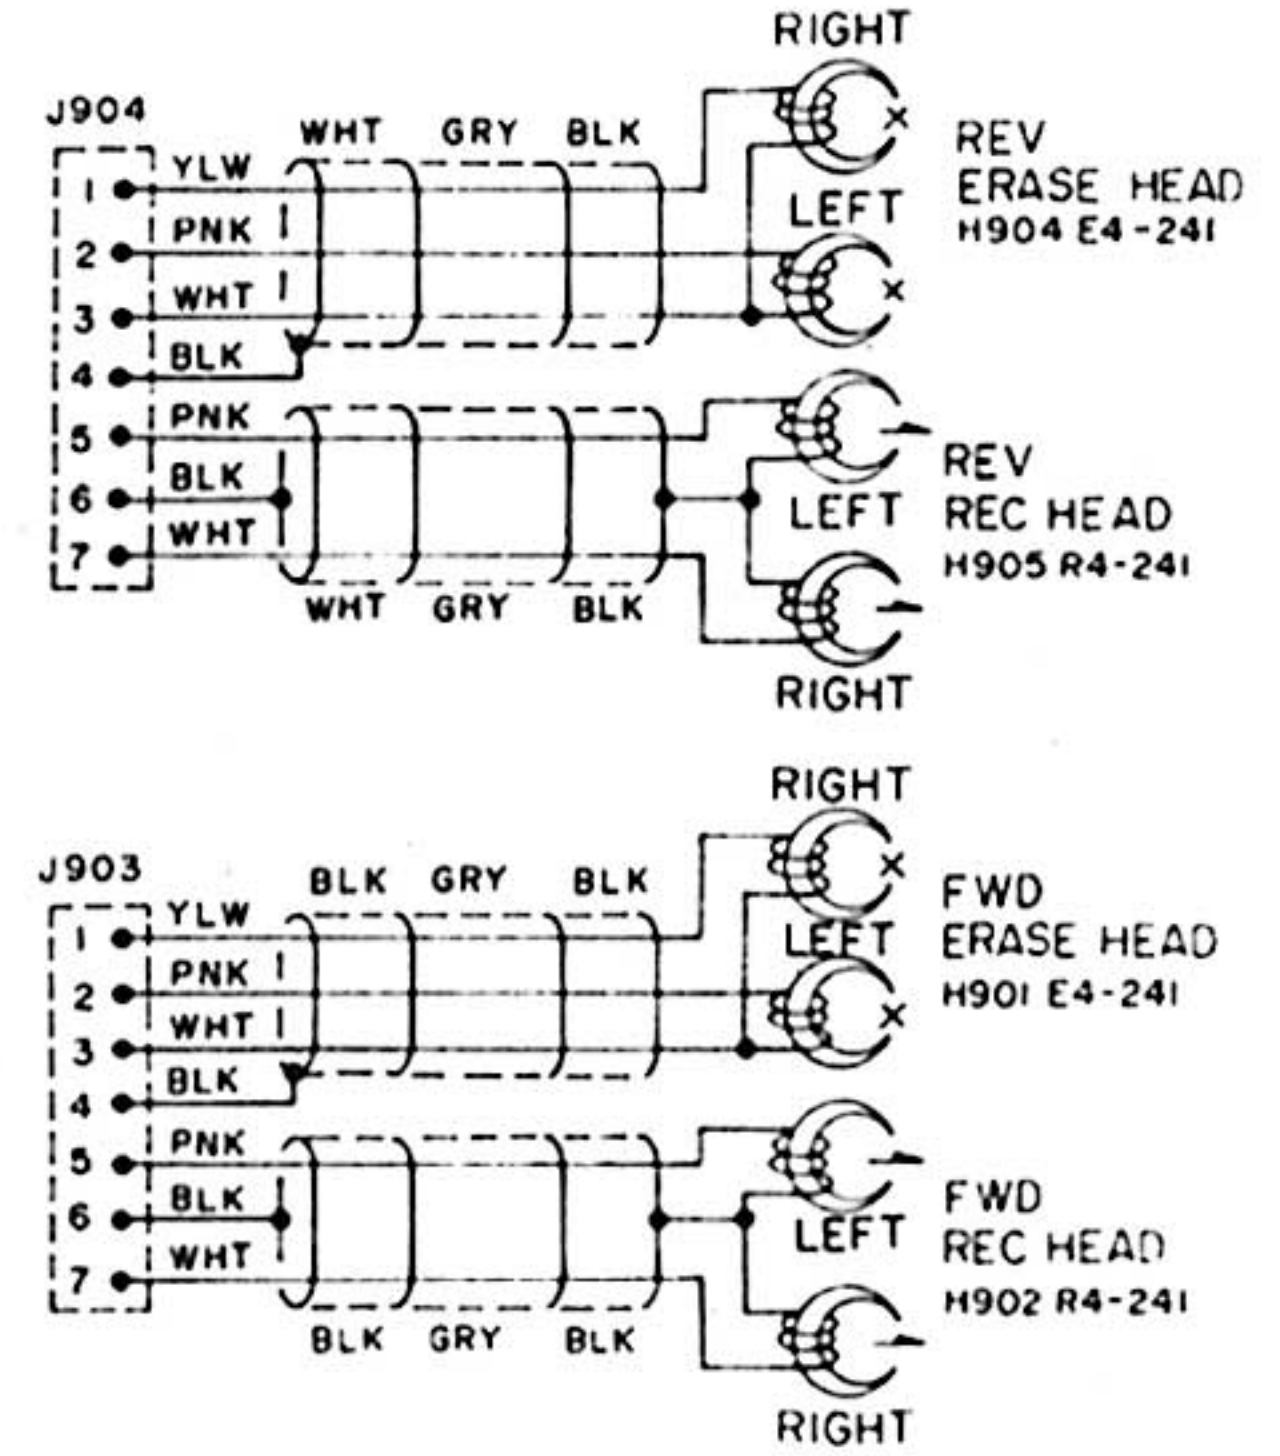 RIGHT
J904
WHT GRY BLK
REV
ERASE HEAD
H904 E4-241
1 YLW
LEFT
2 PNK
3 WHT
4 BLK
5 PNK
REV
REC HEAD
H905 R4-241
6 BLK
LEFT
7 WHT
WHT GRY BLK
RIGHT
RIGHT
J903
BLK GRY BLK
FWD
ERASE HEAD
H901 E4-241
1 YLW
LEFT
2 PNK
3 WHT
4 BLK
5 PNK
FWD
REC HEAD
H902 R4-241
6 BLK
LEFT
7 WHT
BLK GRY BLK
RIGHT